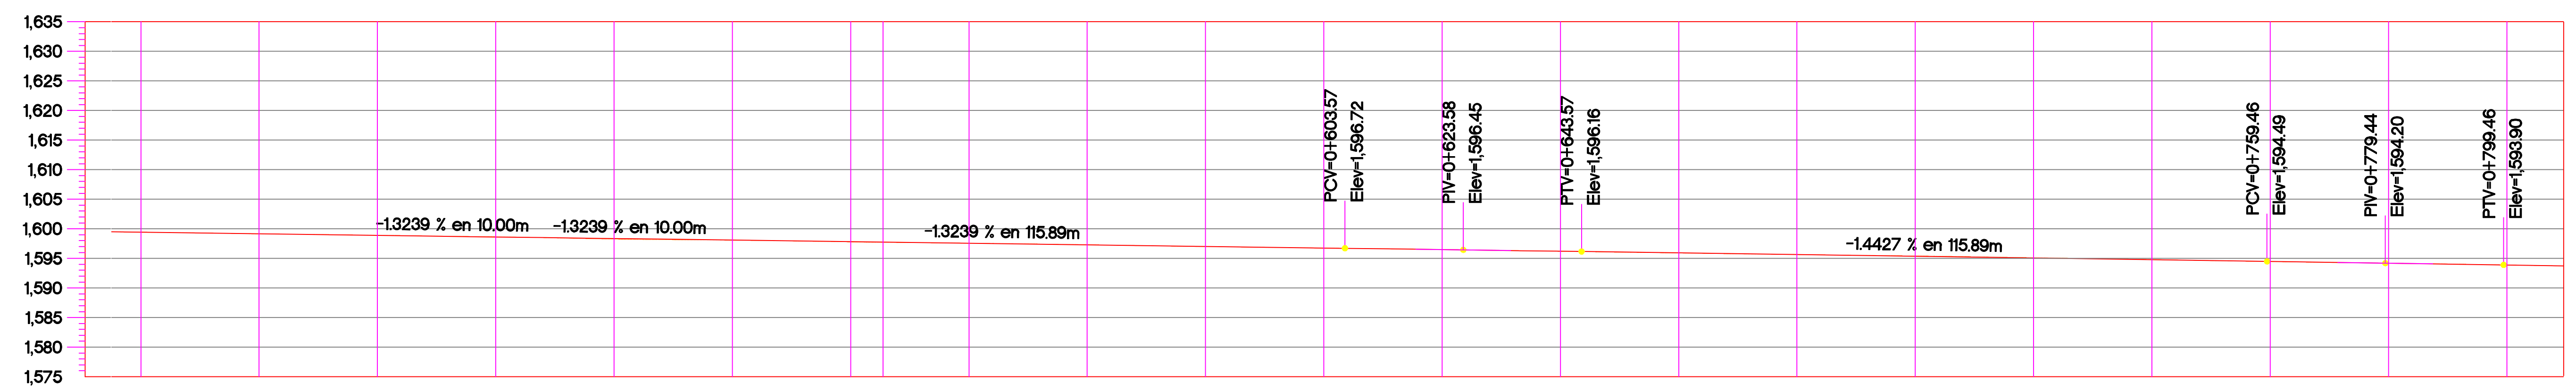 1,635
1,630
1,625
1,620
1,615
1,610
1,605
1,600
1,595
1,590
1,585
1,580
1,575
-1.3239 % en 10.00m
-1.3239 % en 10.00m
-1.3239 % en 115.89m
PCV=0+603.57
Elev=1,596.72
PIV=0+623.58
Elev=1,596.45
PTV=0+643.57
Elev=1,596.16
-1.4427 % en 115.89m
PCV=0+759.46
Elev=1,594.49
PIV=0+779.44
Elev=1,594.20
PTV=0+799.46
Elev=1,593.90